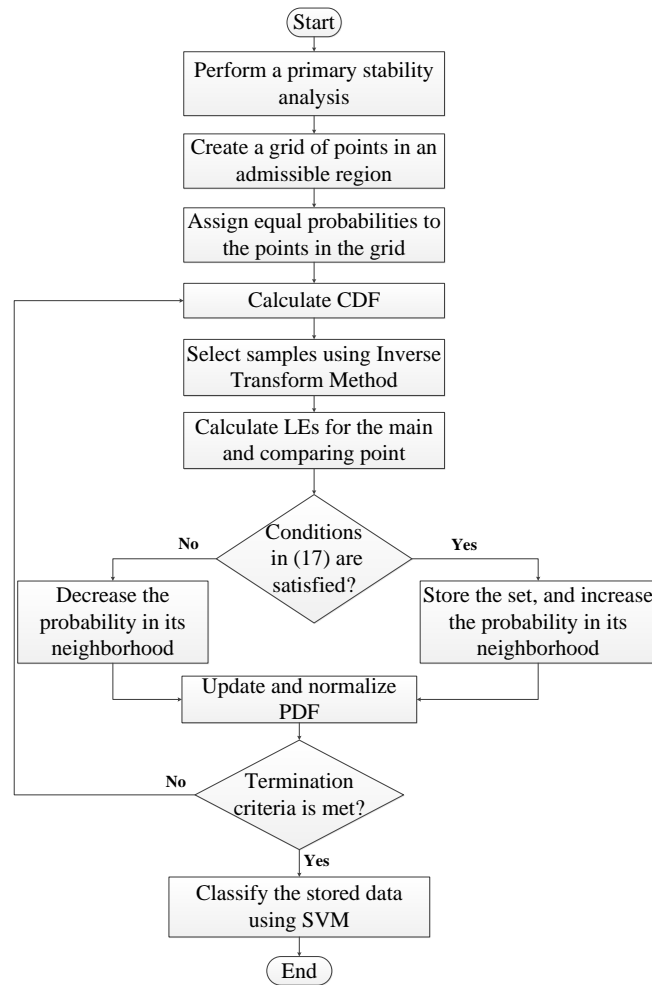 Start
Perform a primary stability
analysis
Create a grid of points in an
admissible region
Assign equal probabilities to
the points in the grid
Calculate CDF
Select samples using Inverse
Transform Method
Calculate LEs for the main
and comparing point
Conditions
in (17) are
satisfied?
No
Yes
Decrease the
probability in its
neighborhood
Store the set, and increase
the probability in its
neighborhood
Update and normalize
PDF
Termination
criteria is met?
No
Yes
Classify the stored data
using SVM
End